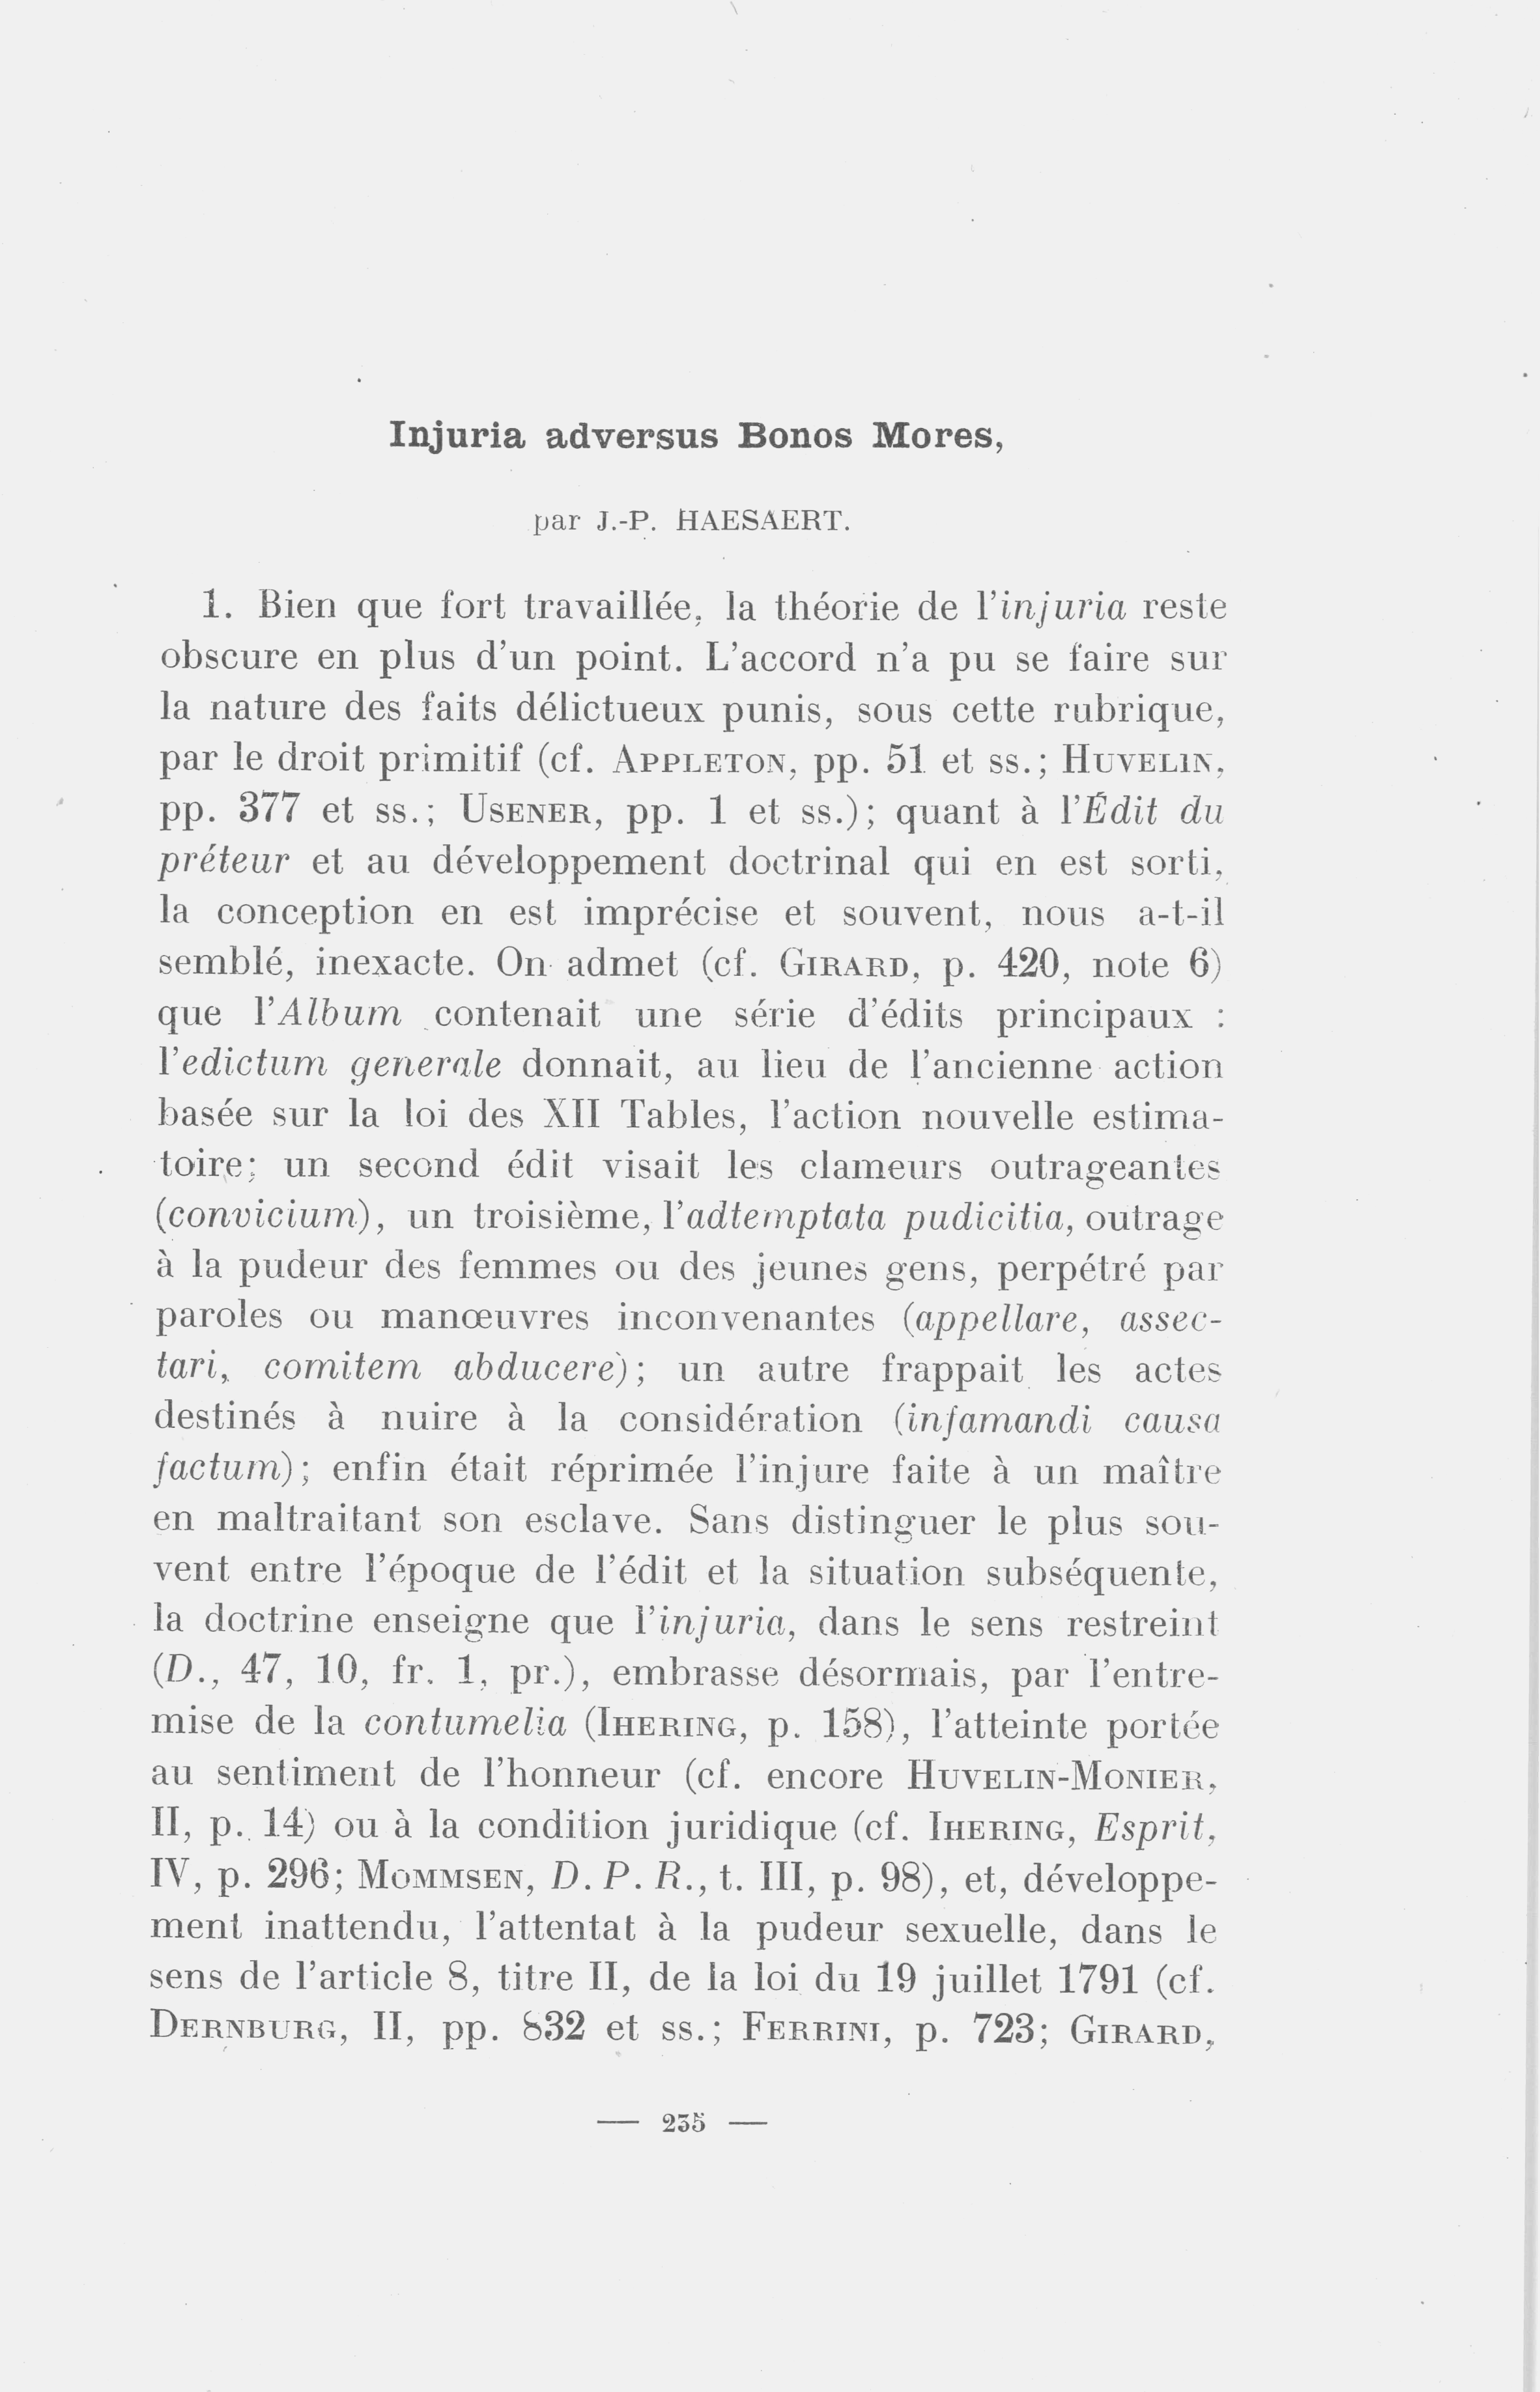 Injuria adversus Bonos Mores,
par J.-P. HAESAERT.
1. Bien que fort travaillée, la théorie de l'injuria reste
obscure en plus d'un point. L'accord n'a pu se faire sur
la nature des faits délictueux punis, sous cette rubrique,
par le droit primitif (cf. APPLETON, pp. 51 et ss.; HUVELIN,
pp. 377 et ss.; USENER, pp. 1 et ss.); quant à l'Édit du
préteur et au développement doctrinal qui en est sorti,
la conception en est imprécise et souvent, nous a-t-il
semblé, inexacte. On admet (cf. GIRARD, p. 420, note 6)
que l'Album contenait une série d'édits principaux :
l'edictum generale donnait, au lieu de l'ancienne action
basée sur la loi des XII Tables, l'action nouvelle estima-
toire; un second édit visait les clameurs outrageantes
(convicium), un troisième, l'adtemptata pudicitia, outrage
à la pudeur des femmes ou des jeunes gens, perpétré par
paroles ou manœuvres inconvenantes (appellare, assec-
tari, comitem abducere); un autre frappait les actes
destinés à nuire à la considération (infamandi causa
factum); enfin était réprimée l'injure faite à un maître
en maltraitant son esclave. Sans distinguer le plus sou-
vent entre l'époque de l'édit et la situation subséquente,
la doctrine enseigne que l'injuria, dans le sens restreint
(D., 47, 10, fr. 1, pr.), embrasse désormais, par l'entre-
mise de la contumelia (IHERING, p. 158), l'atteinte portée
au sentiment de l'honneur (cf. encore HUVELIN-MONIER,
II, p. 14) ou à la condition juridique (cf. IHERING, Esprit,
IV, p. 296; MOMMSEN, D. P. R., t. III, p. 98), et, développe-
ment inattendu, l'attentat à la pudeur sexuelle, dans le
sens de l'article 8, titre II, de la loi du 19 juillet 1791 (cf.
DERNBURG, II, pp. 832 et ss.; FERRINI, p. 723; GIRARD,
— 235 —